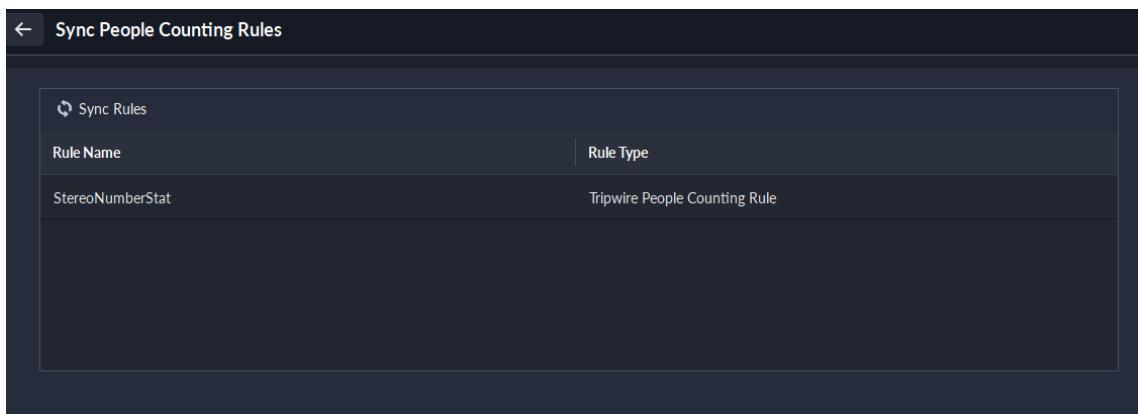 Sync People Counting Rules
Sync Rules
Rule Name Rule Type
StereoNumberStat Tripwire People Counting Rule